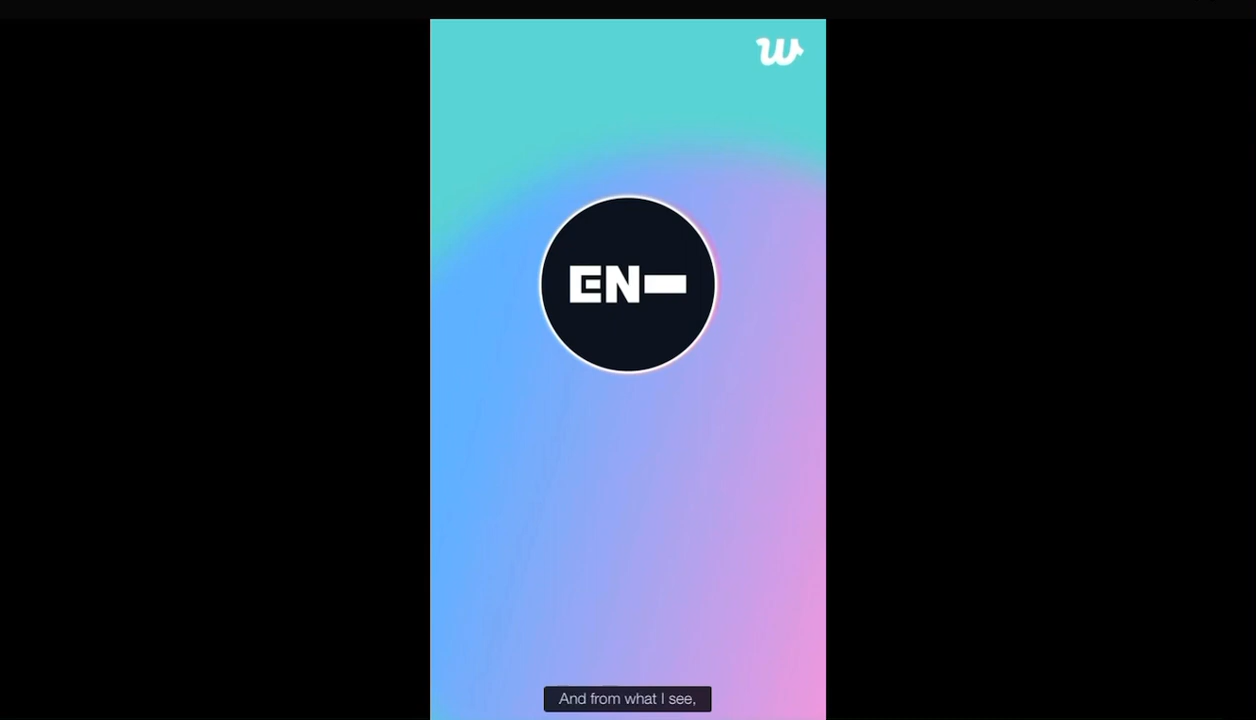 w
EN-
And from what I see,